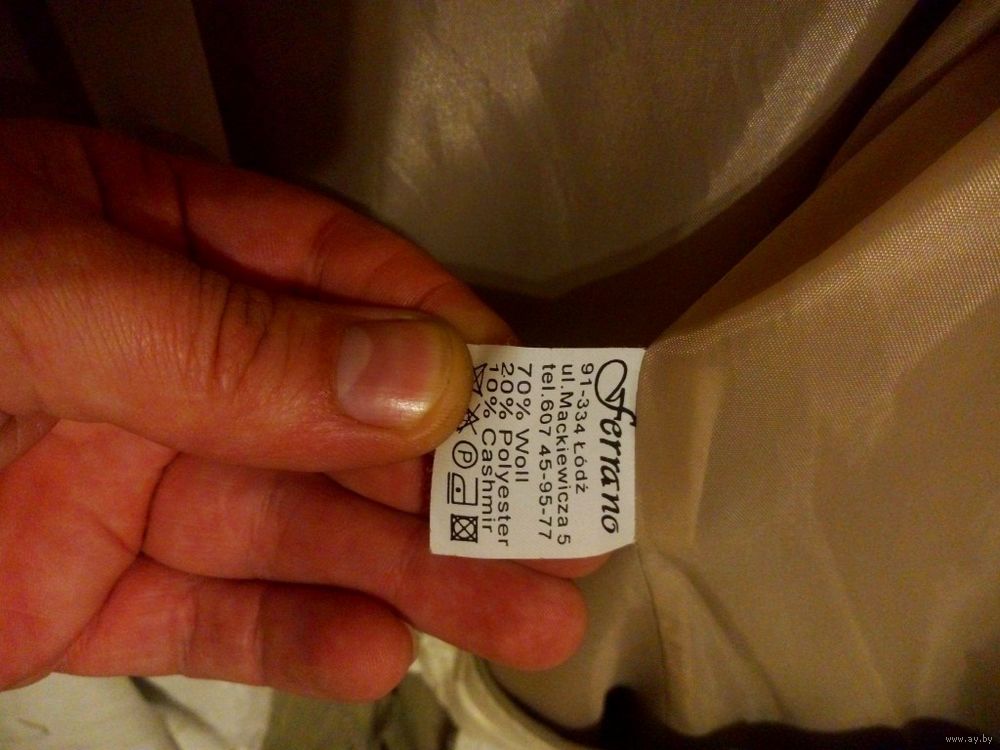 Ferrano
91-334 Łódź
ul.Mackiewicza 5
tel.607 45-95-77
70% Woll
20% Polyester
10% Cashmir
P
www.ay.by